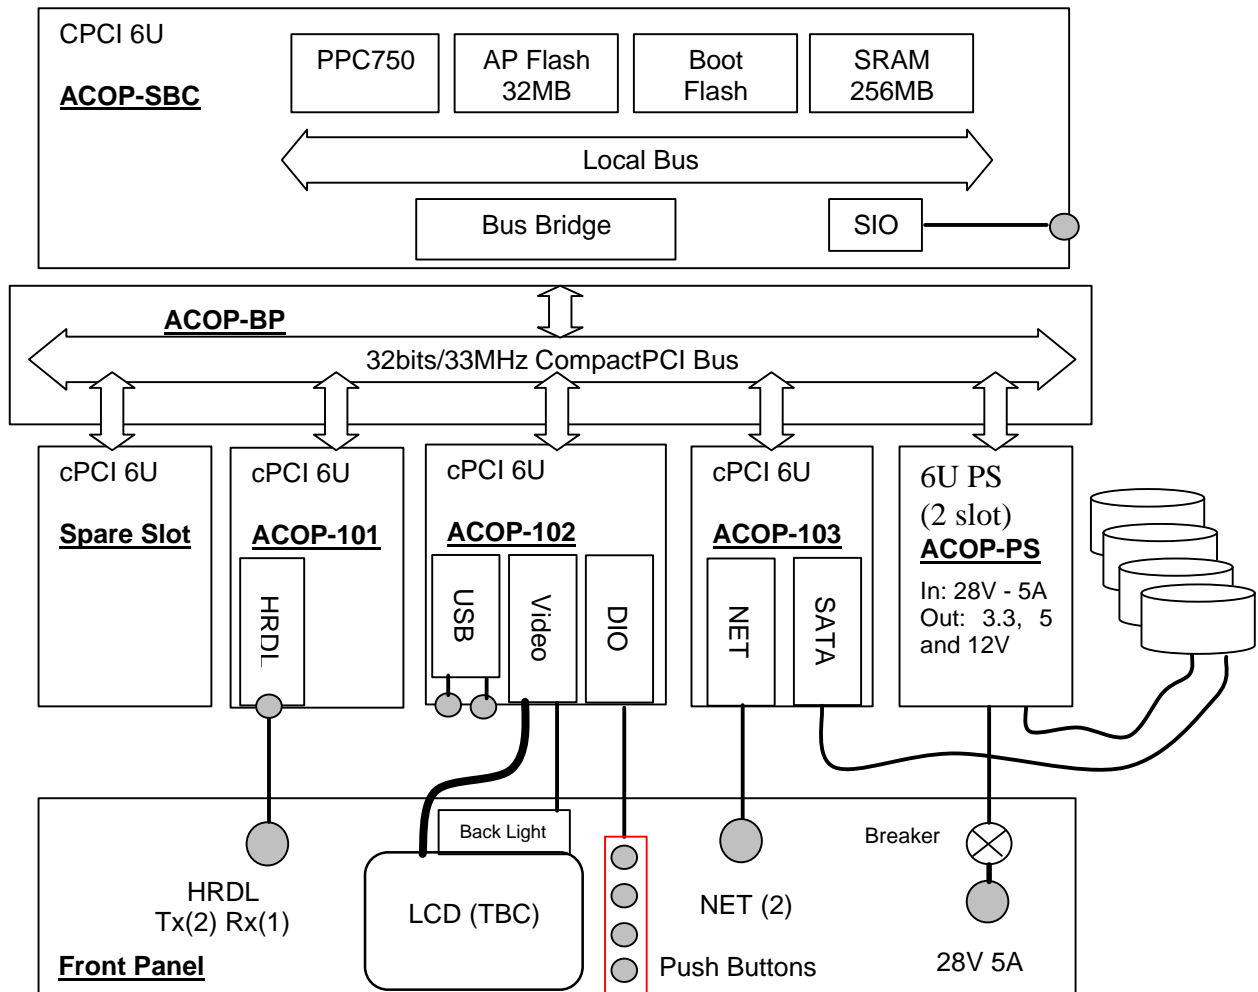 CPCI 6U
ACOP-SBC
PPC750
AP Flash
32MB
Boot
Flash
SRAM
256MB
Local Bus
Bus Bridge
SIO
ACOP-BP
32bits/33MHz CompactPCI Bus
cPCI 6U
Spare Slot
cPCI 6U
ACOP-101
HRDL
cPCI 6U
ACOP-102
USB
Video
DIO
cPCI 6U
ACOP-103
NET
SATA
6U PS
(2 slot)
ACOP-PS
In: 28V - 5A
Out: 3.3, 5
and 12V
HRDL
Tx(2) Rx(1)
Back Light
LCD (TBC)
Push Buttons
NET (2)
Breaker
28V 5A
Front Panel